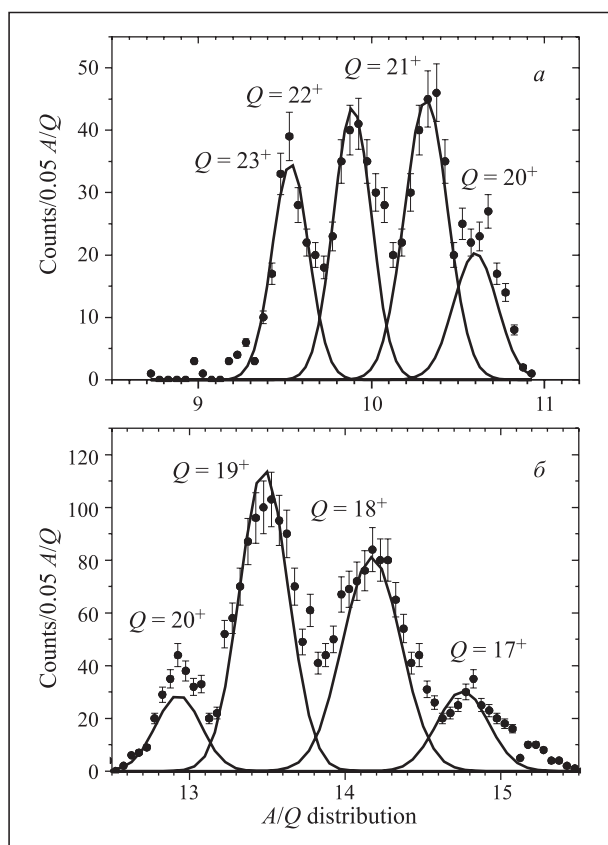 a
Q = 21⁺
Q = 22⁺
Q = 23⁺
Q = 20⁺
Counts/0.05 A/Q
50
40
30
20
10
0
9 10 11
б
Q = 19⁺
Q = 18⁺
Q = 20⁺
Q = 17⁺
Counts/0.05 A/Q
120
100
80
60
40
20
0
13 14 15
A/Q distribution